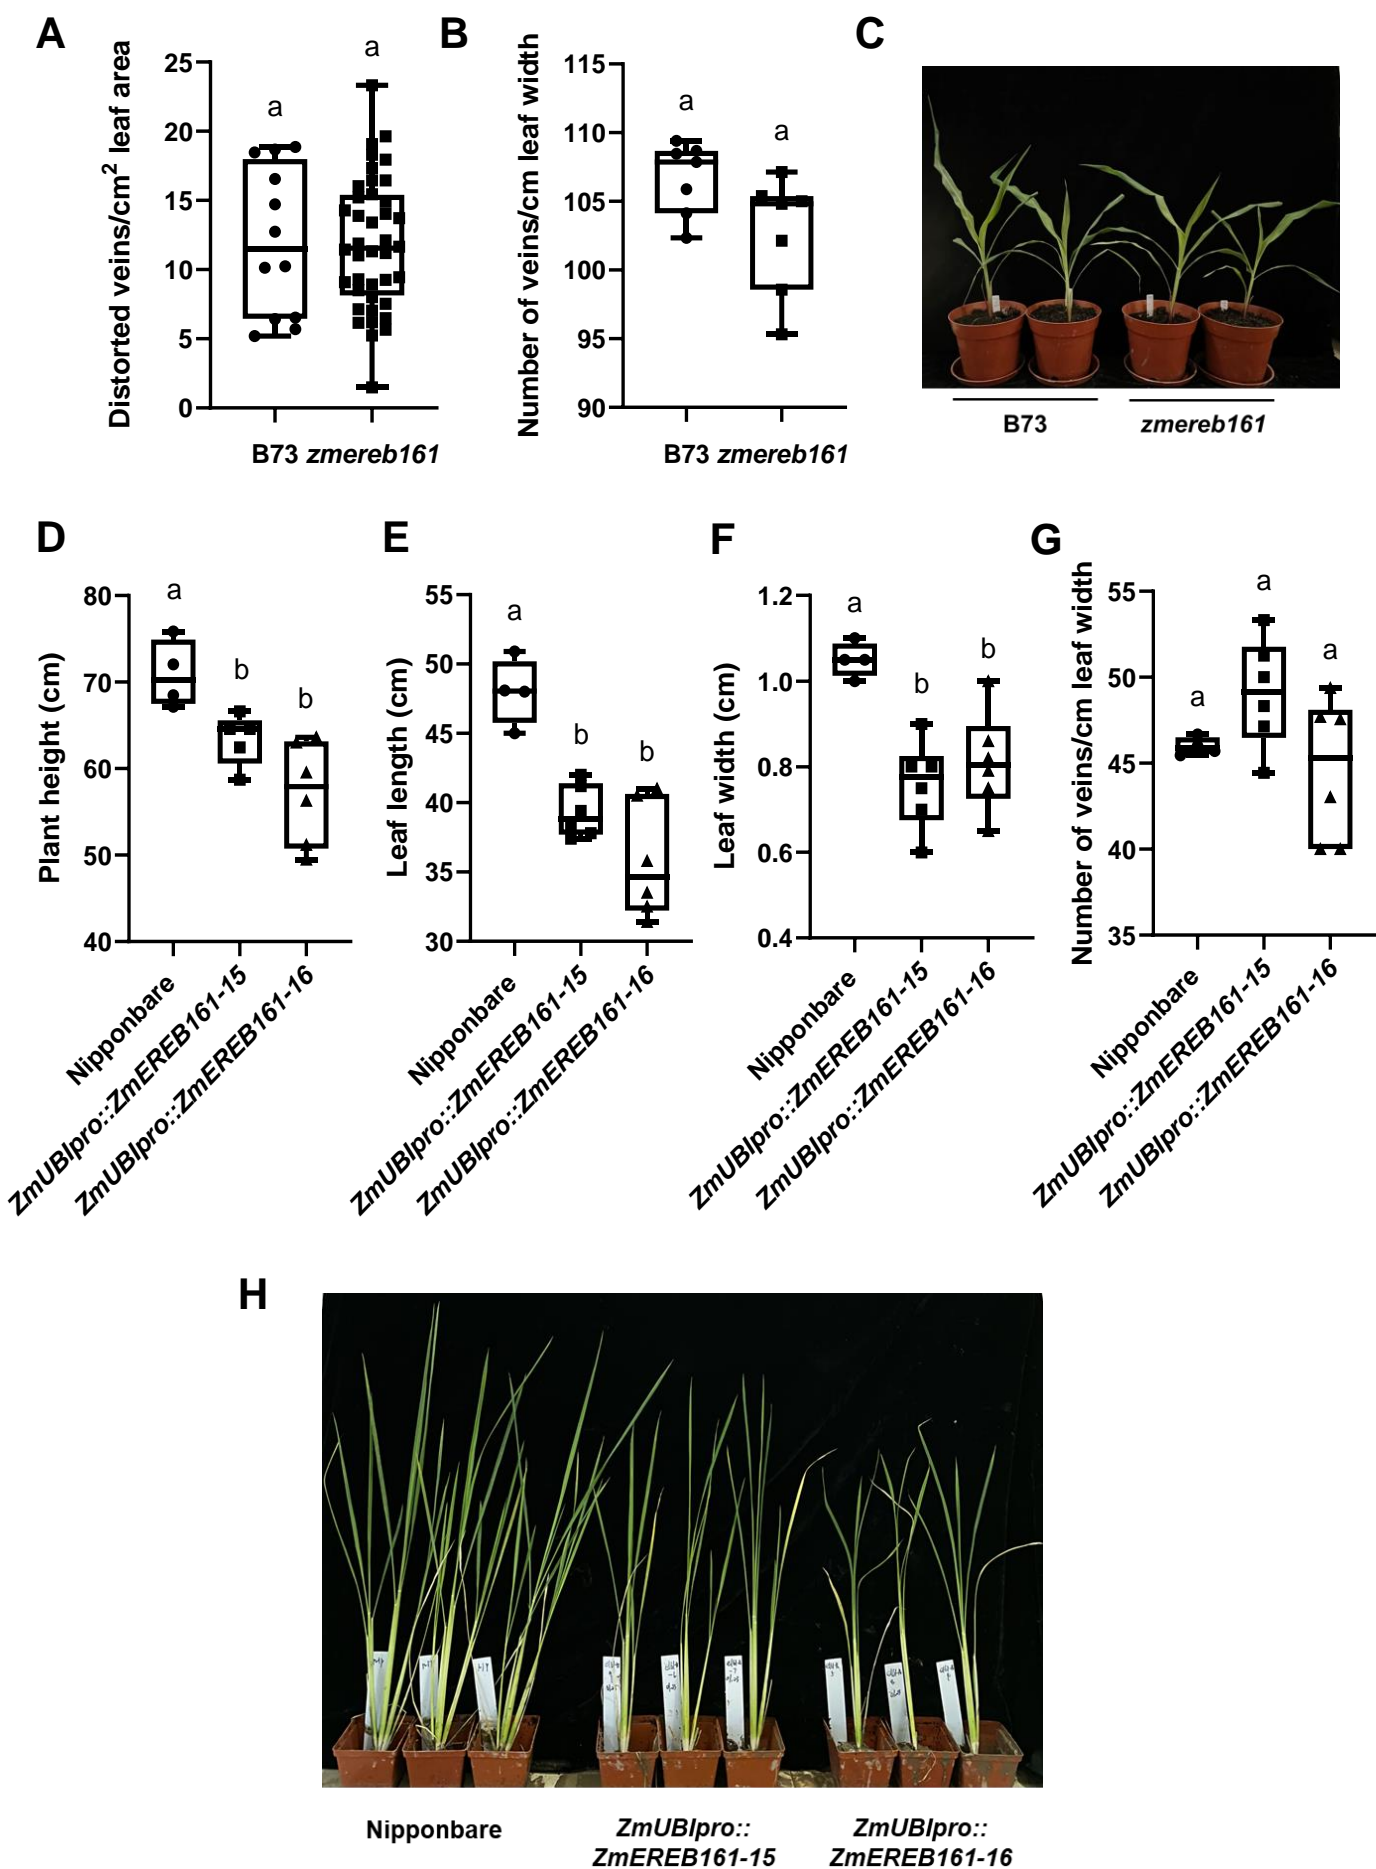 A
B
C
Distorted veins/cm² leaf area
25
20
15
10
5
0
a
a
B73
zmereb161
Number of veins/cm leaf width
115
110
105
100
95
90
a
a
B73
zmereb161
B73
zmereb161
D
E
F
G
Plant height (cm)
80
70
60
50
40
a
b
b
Nipponbare
ZmUBIpro::ZmEREB161-15
ZmUBIpro::ZmEREB161-16
Leaf length (cm)
55
50
45
40
35
30
a
b
b
Nipponbare
ZmUBIpro::ZmEREB161-15
ZmUBIpro::ZmEREB161-16
Leaf width (cm)
1.2
1.0
0.8
0.6
0.4
a
b
b
Nipponbare
ZmUBIpro::ZmEREB161-15
ZmUBIpro::ZmEREB161-16
Number of veins/cm leaf width
55
50
45
40
35
a
a
a
Nipponbare
ZmUBIpro::ZmEREB161-15
ZmUBIpro::ZmEREB161-16
H
Nipponbare
ZmUBIpro::
ZmEREB161-15
ZmUBIpro::
ZmEREB161-16